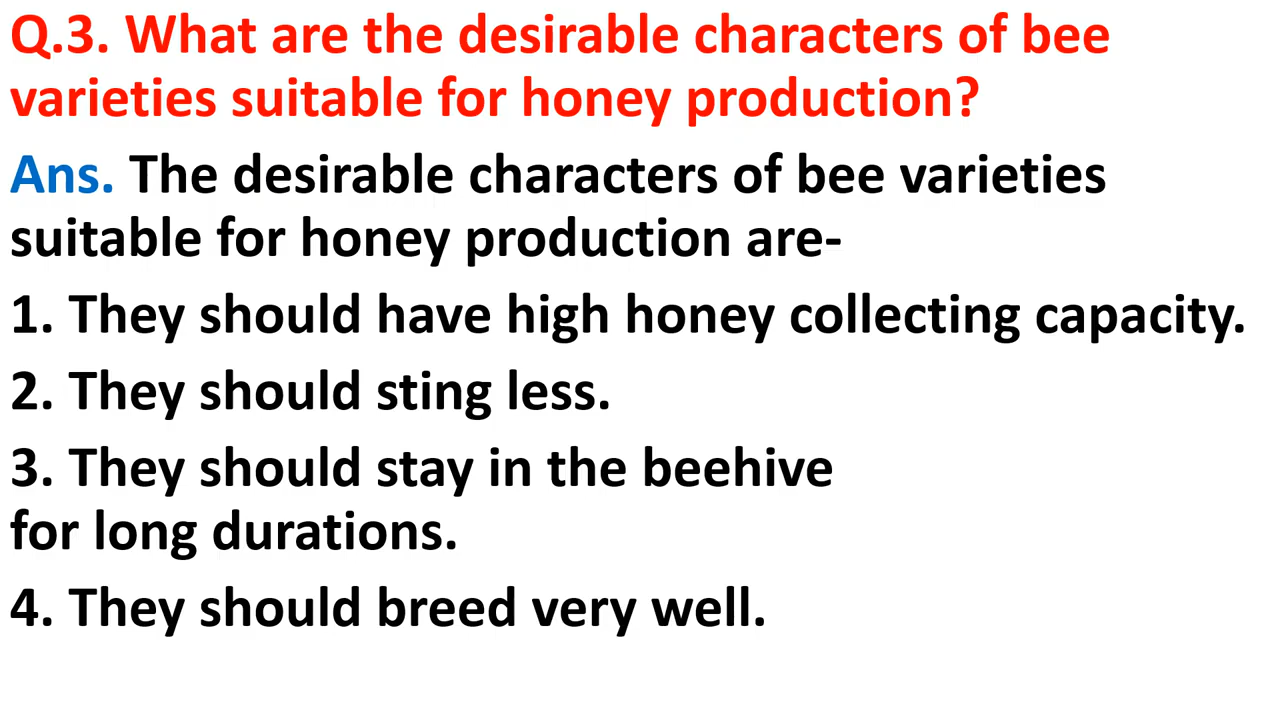 Q.3. What are the desirable characters of bee
varieties suitable for honey production?
Ans. The desirable characters of bee varieties
suitable for honey production are-
1. They should have high honey collecting capacity.
2. They should sting less.
3. They should stay in the beehive
for long durations.
4. They should breed very well.